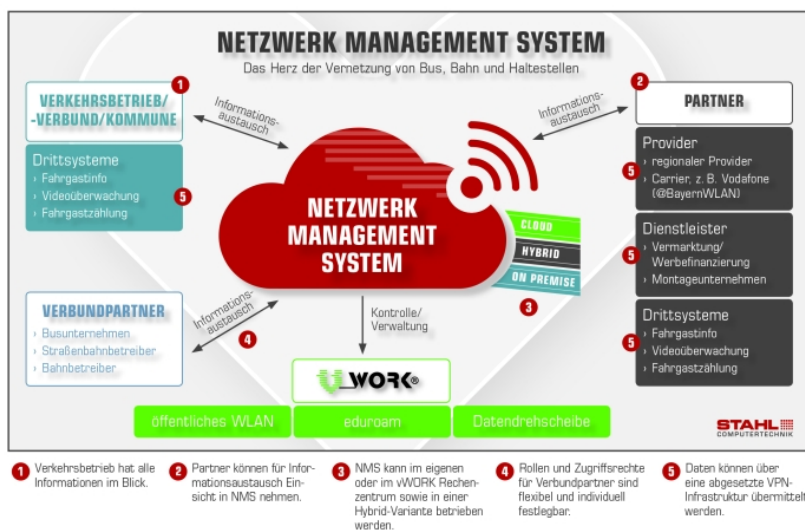 NETZWERK MANAGEMENT SYSTEM
Das Herz der Vernetzung von Bus, Bahn und Haltestellen
1
VERKEHRSBETRIEB/
-VERBUND/KOMMUNE
Drittsysteme
› Fahrgastinfo
› Videoüberwachung
› Fahrgastzählung
5
Informations-
austausch
NETZWERK
MANAGEMENT
SYSTEM
CLOUD
HYBRID
ON PREMISE
3
Informations-
austausch
2
PARTNER
Provider
› regionaler Provider
› Carrier, z. B. Vodafone
(@BayernWLAN)
5
Dienstleister
› Vermarktung/
Werbefinanzierung
› Montageunternehmen
5
Drittsysteme
› Fahrgastinfo
› Videoüberwachung
› Fahrgastzählung
5
VERBUNDPARTNER
› Busunternehmen
› Straßenbahnbetreiber
› Bahnbetreiber
Informations-
austausch
4
Kontrolle/
Verwaltung
V WORK®
öffentliches WLAN
eduroam
Datendrehscheibe
STAHL
COMPUTERTECHNIK
1 Verkehrsbetrieb hat alle
Informationen im Blick.
2 Partner können für Infor-
mationsaustausch Ein-
sicht in NMS nehmen.
3 NMS kann im eigenen
oder im vWORK Rechen-
zentrum sowie in einer
Hybrid-Variante betrieben
werden.
4 Rollen und Zugriffsrechte
für Verbundpartner sind
flexibel und individuell
festlegbar.
5 Daten können über
eine abgesetzte VPN-
Infrastruktur übermittelt
werden.